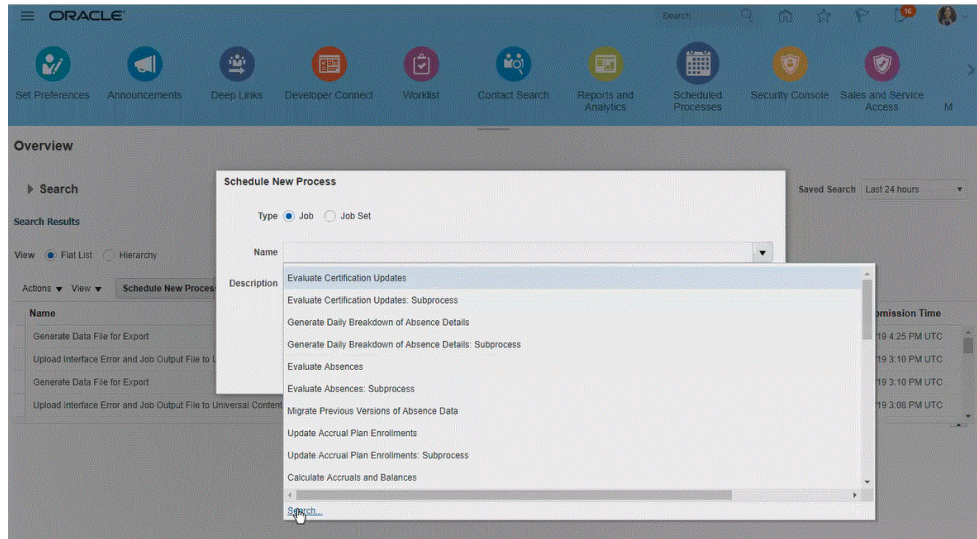 ORACLE
Search
16
Set Preferences
Announcements
Deep Links
Developer Connect
Worklist
Contact Search
Reports and Analytics
Scheduled Processes
Security Console
Sales and Service Access
M
Overview
Search
Saved Search Last 24 hours
Search Results
View Flat List Hierarchy
Actions View Schedule New Proces
Name
omission Time
Generate Data File for Export
19 4:25 PM UTC
Upload Interface Error and Job Output File to U
19 3:10 PM UTC
Generate Data File for Export
19 3:10 PM UTC
Upload Interface Error and Job Output File to Universal Content
19 3:08 PM UTC
Schedule New Process
Type Job Job Set
Name
Description
Evaluate Certification Updates
Evaluate Certification Updates: Subprocess
Generate Daily Breakdown of Absence Details
Generate Daily Breakdown of Absence Details: Subprocess
Evaluate Absences
Evaluate Absences: Subprocess
Migrate Previous Versions of Absence Data
Update Accrual Plan Enrollments
Update Accrual Plan Enrollments: Subprocess
Calculate Accruals and Balances
Search...